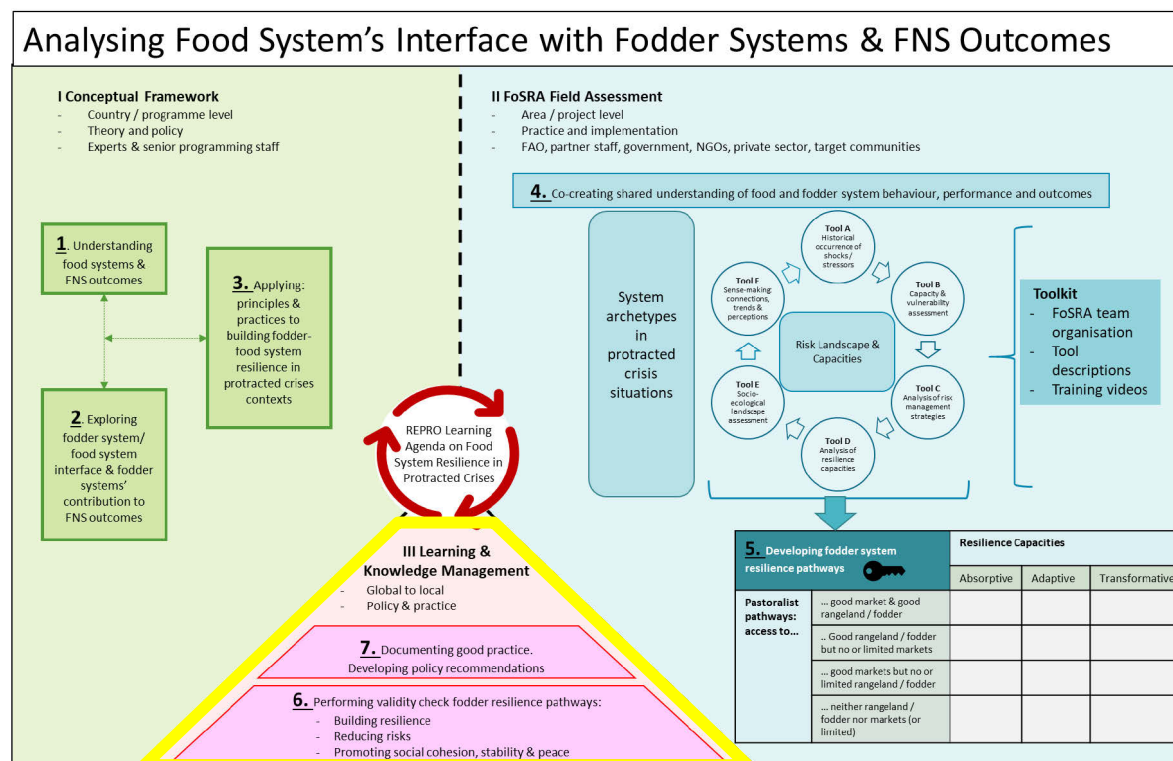 Analysing Food System's Interface with Fodder Systems & FNS Outcomes
I Conceptual Framework
- Country / programme level
- Theory and policy
- Experts & senior programming staff
II FoSRA Field Assessment
- Area / project level
- Practice and implementation
- FAO, partner staff, government, NGOs, private sector, target communities
4. Co-creating shared understanding of food and fodder system behaviour, performance and outcomes
1. Understanding
food systems &
FNS outcomes
3. Applying:
principles &
practices to
building fodder-
food system
resilience in
protracted crises
contexts
2. Exploring
fodder system/
food system
interface & fodder
systems'
contribution to
FNS outcomes
System
archetypes
in
protracted
crisis
situations
Tool A
Historical
occurrence of
shocks/
stressors
Tool B
Capacity &
vulnerability
assessment
Tool C
Analysis of risk
management
strategies
Tool D
Analysis of
resilience
capacities
Tool E
Socio-
ecological
landscape
assessment
Tool F
Sense-making
connections,
trends &
perceptions
Risk Landscape &
Capacities
Toolkit
- FoSRA team
organisation
- Tool
descriptions
- Training videos
REPRO Learning
Agenda on Food
System Resilience in
Protracted Crises
III Learning &
Knowledge Management
- Global to local
- Policy & practice
7. Documenting good practice.
Developing policy recommendations
6. Performing validity check fodder resilience pathways:
- Building resilience
- Reducing risks
- Promoting social cohesion, stability & peace
5. Developing fodder system
resilience pathways
Resilience Capacities
Absorptive Adaptive Transformative
Pastoralist
pathways:
access to...
... good market & good
rangeland / fodder
.. Good rangeland / fodder
but no or limited markets
... good markets but no or
limited rangeland / fodder
... neither rangeland /
fodder nor markets (or
limited)